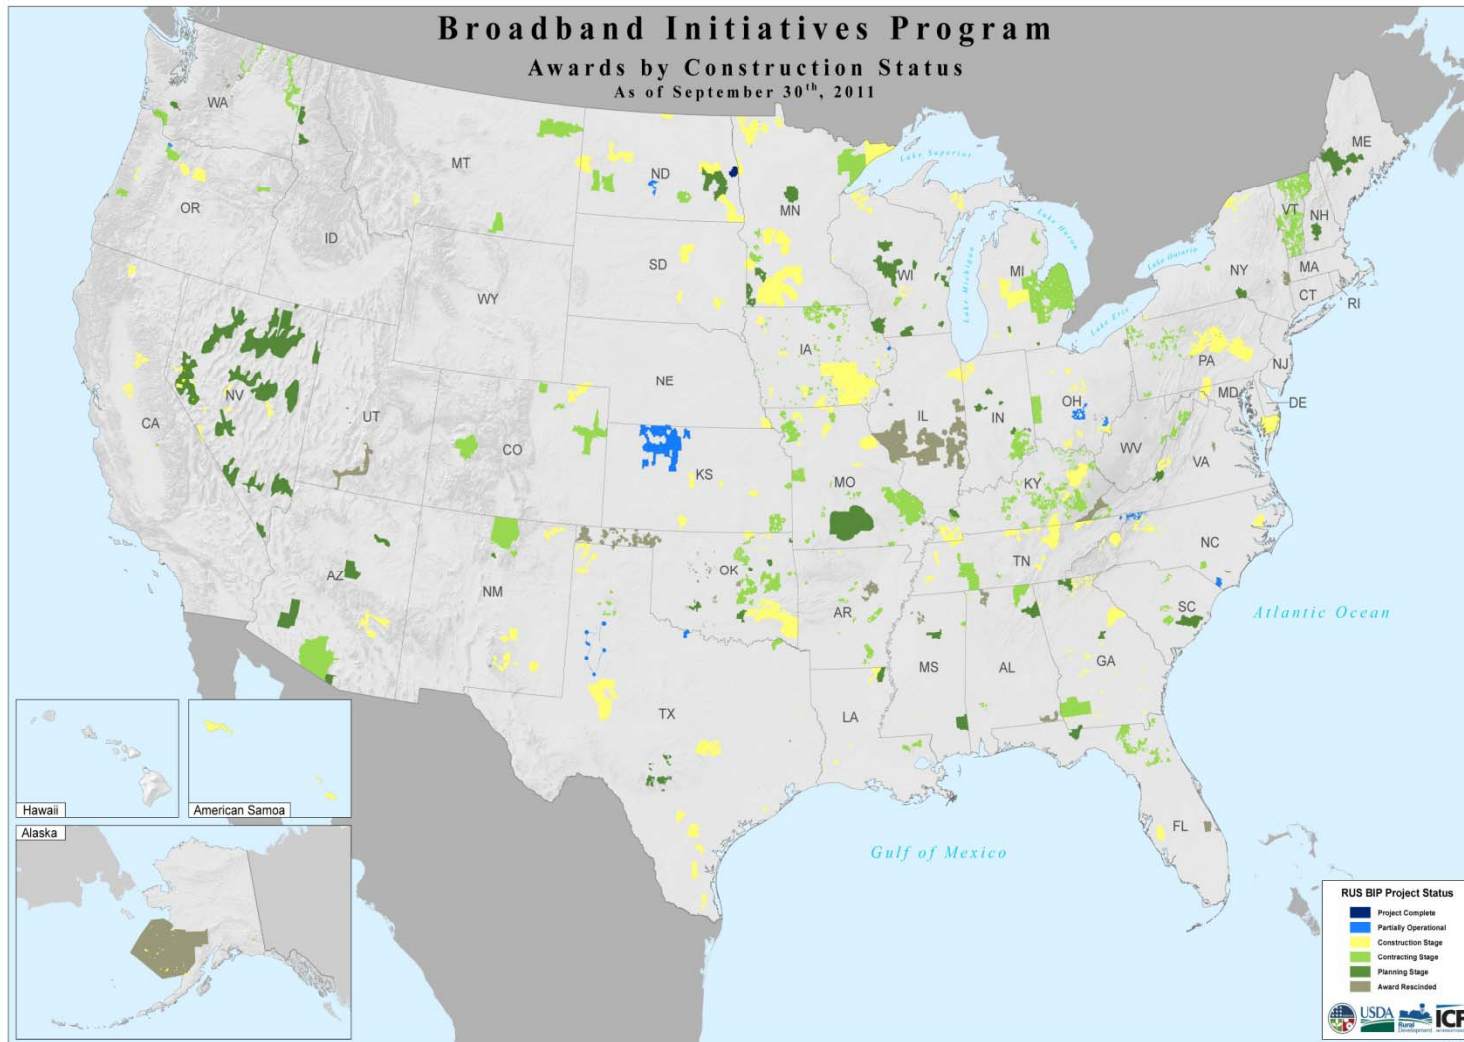 Broadband Initiatives Program
Awards by Construction Status
As of September 30th, 2011
WA
MT
ND
MN
Lake Superior
ME
OR
ID
SD
WI
Lake Michigan
MI
Lake Huron
VT
NH
Lake Ontario
NY
MA
CT
RI
WY
Lake Erie
IA
NE
PA
NJ
NV
UT
CA
CO
IL
IN
OH
MD
DE
WV
VA
KS
MO
KY
AZ
NM
OK
AR
TN
NC
SC
Atlantic Ocean
MS
AL
GA
TX
LA
FL
Gulf of Mexico
Hawaii
American Samoa
Alaska
RUS BIP Project Status
Project Complete
Partially Operational
Construction Stage
Contracting Stage
Planning Stage
Award Rescinded
USDA
Rural
Development
ICF